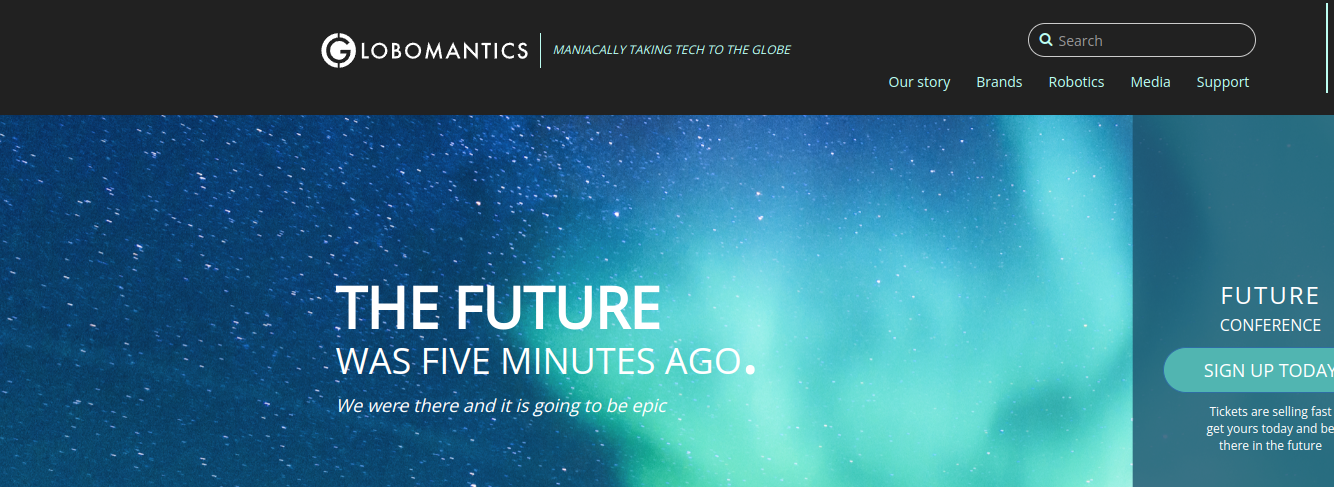 GLOBOMANTICS
MANIACALLY TAKING TECH TO THE GLOBE
Search
Our story
Brands
Robotics
Media
Support
THE FUTURE
WAS FIVE MINUTES AGO.
We were there and it is going to be epic
FUTURE
CONFERENCE
SIGN UP TODAY
Tickets are selling fast
get yours today and be
there in the future